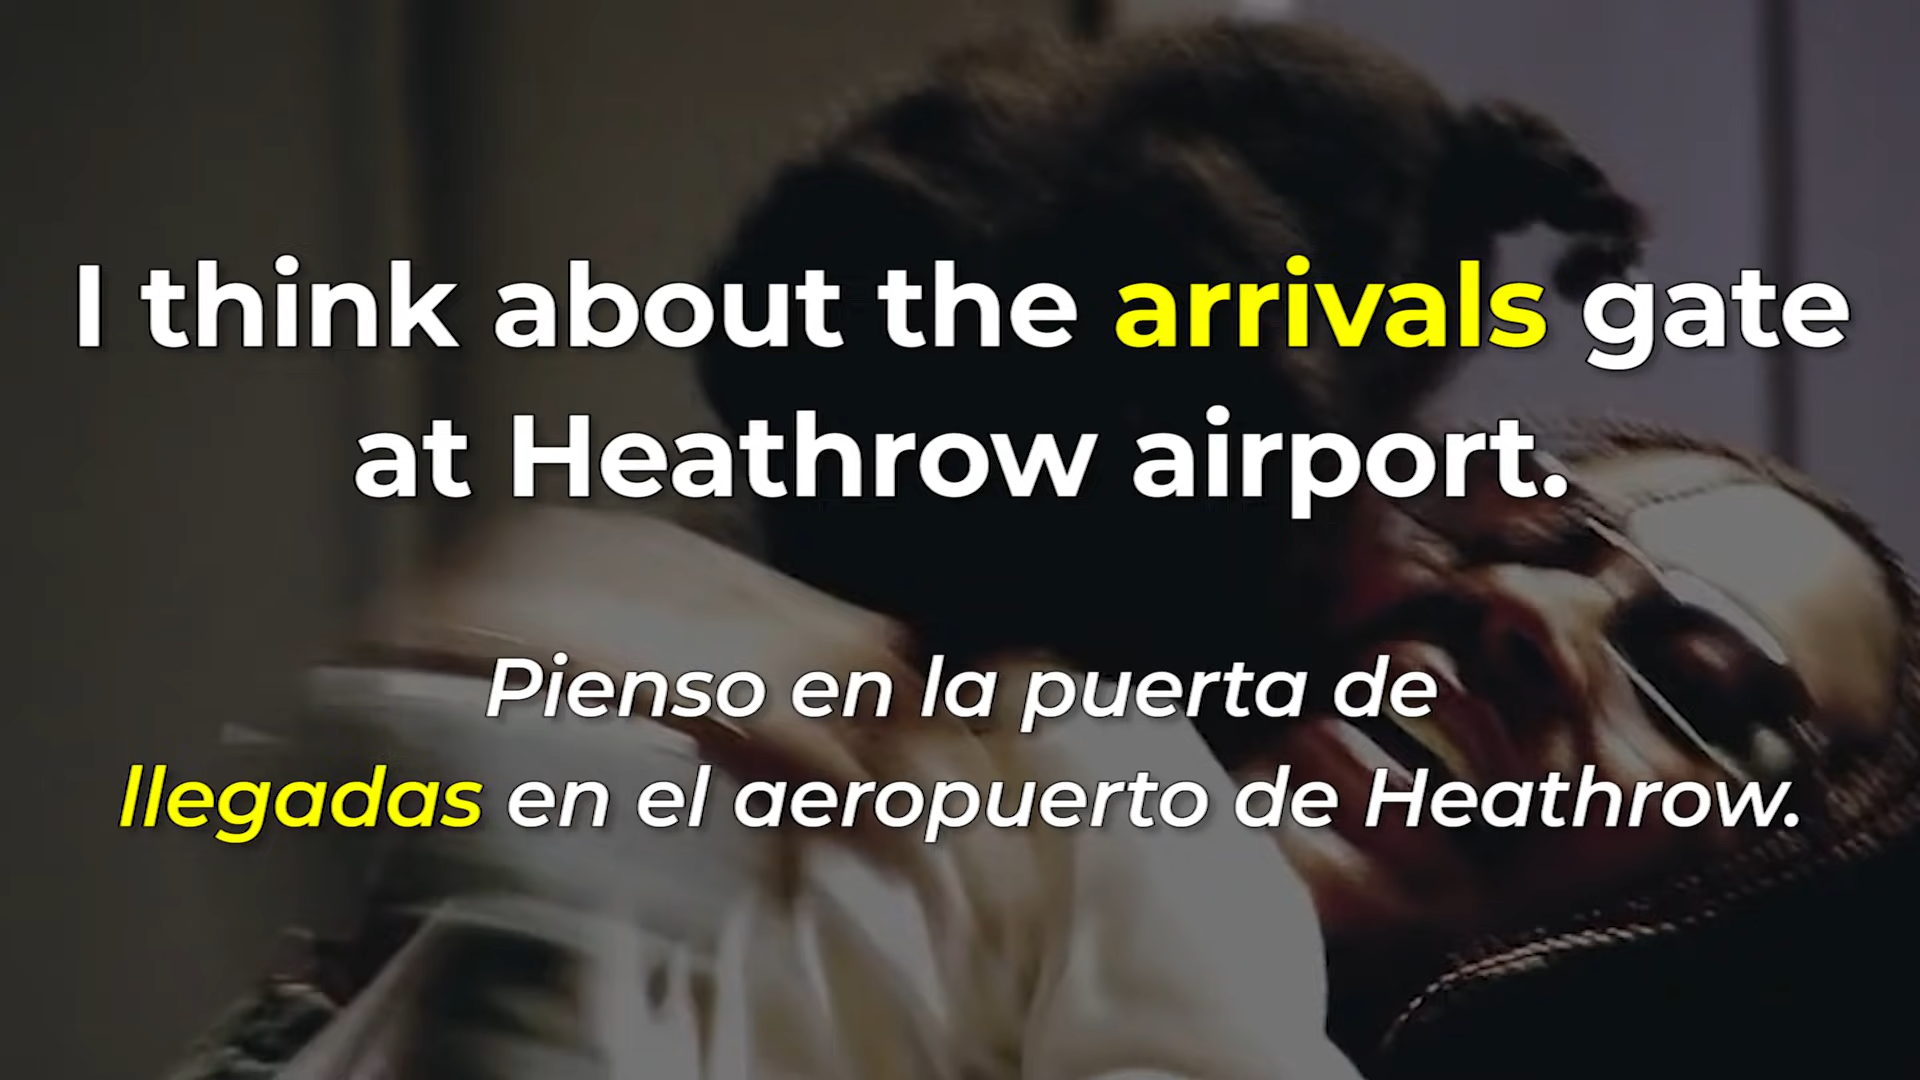 I think about the arrivals gate
at Heathrow airport.
Pienso en la puerta de
llegadas en el aeropuerto de Heathrow.